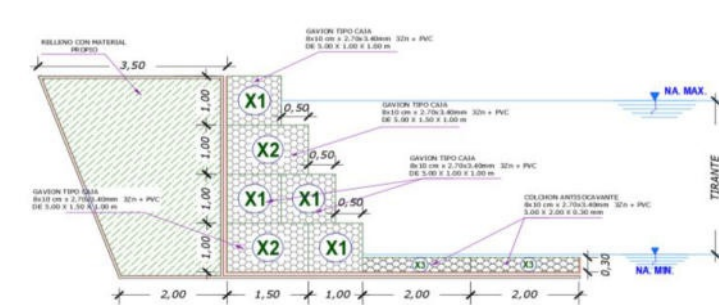 GAVION TIPO CAJA
8x10 cm x 2.70x3.40mm 3Zn + PVC
DE 5.00 X 1.00 X 1.00 m
RELLENO CON MATERIAL
PROPIO
3,50
NA. MAX.
1,00
X1
0,50
GAVION TIPO CAJA
8x10 cm x 2.70x3.40mm 3Zn + PVC
DE 5.00 X 1.50 X 1.00 m
1,00
X2
0,50
GAVION TIPO CAJA
8x10 cm x 2.70x3.40mm 3Zn + PVC
DE 5.00 X 1.00 X 1.00 m
GAVION TIPO CAJA
8x10 cm x 2.70x3.40mm 3Zn + PVC
DE 5.00 X 1.50 X 1.00 m
1,00
X1
X1
0,50
COLCHON ANTISOCAVANTE
8x10 cm x 2.70x3.40mm 3Zn + PVC
5.00 X 2.00 X 0.30 mm
TIRANTE
1,00
X2
X1
X3
X3
0,30
NA. MIN.
2,00
1,50
1,00
2,00
2,00